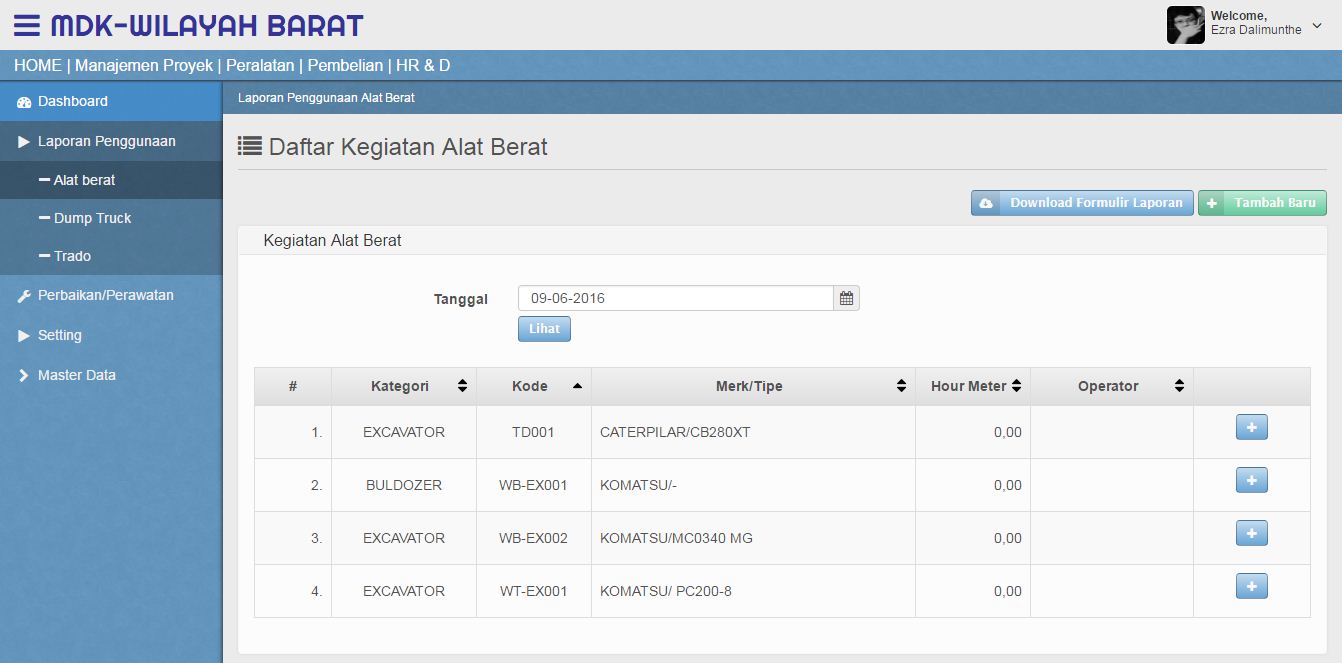 MDK-WILAYAH BARAT
Welcome,
Ezra Dalimunthe
HOME | Manajemen Proyek | Peralatan | Pembelian | HR & D
Dashboard
Laporan Penggunaan
Alat berat
Dump Truck
Trado
Perbaikan/Perawatan
Setting
Master Data
Laporan Penggunaan Alat Berat
Daftar Kegiatan Alat Berat
Download Formulir Laporan
+ Tambah Baru
Kegiatan Alat Berat
Tanggal 09-06-2016
Lihat
# Kategori Kode Merk/Tipe Hour Meter Operator
1. EXCAVATOR TD001 CATERPILAR/CB280XT 0,00 +
2. BULDOZER WB-EX001 KOMATSU/- 0,00 +
3. EXCAVATOR WB-EX002 KOMATSU/MC0340 MG 0,00 +
4. EXCAVATOR WT-EX001 KOMATSU/ PC200-8 0,00 +